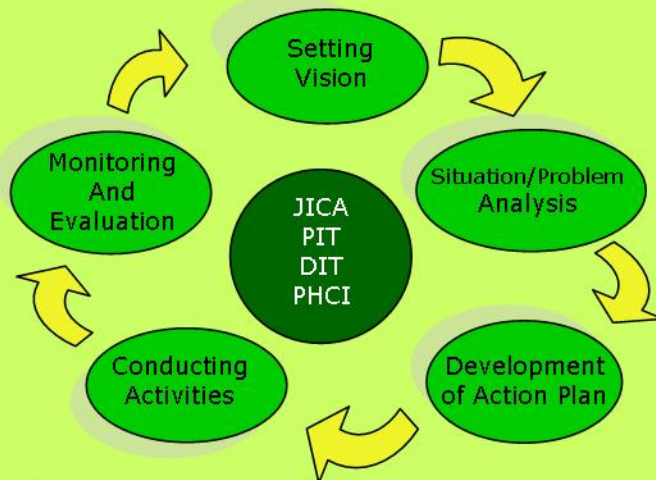 Setting
Vision
Situation/Problem
Analysis
Development
of Action Plan
Conducting
Activities
Monitoring
And
Evaluation
JICA
PIT
DIT
PHCI